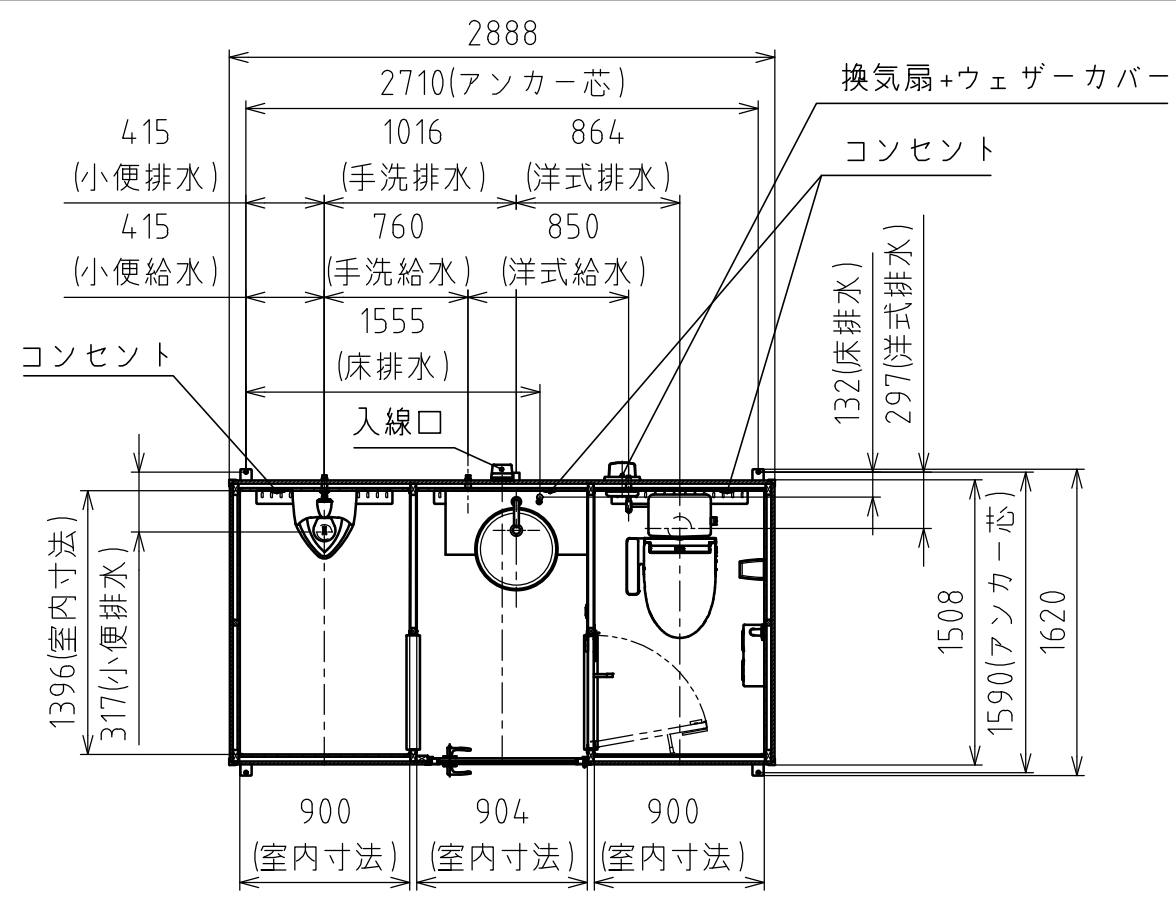 2888
換気扇+ウェザーカバー
2710(アンカー芯)
415
(小便排水)
1016
(手洗排水)
864
(洋式排水)
コンセント
415
(小便給水)
760
(手洗給水)
850
(洋式給水)
1555
(床排水)
コンセント
入線口
132(床排水)
297(洋式排水)
1396(室内寸法)
317(小便排水)
1508
1590(アンカー芯)
1620
900
(室内寸法)
904
(室内寸法)
900
(室内寸法)